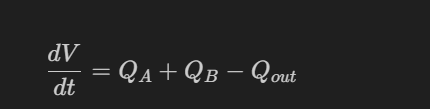 dV/dt = Q_A + Q_B − Q_out